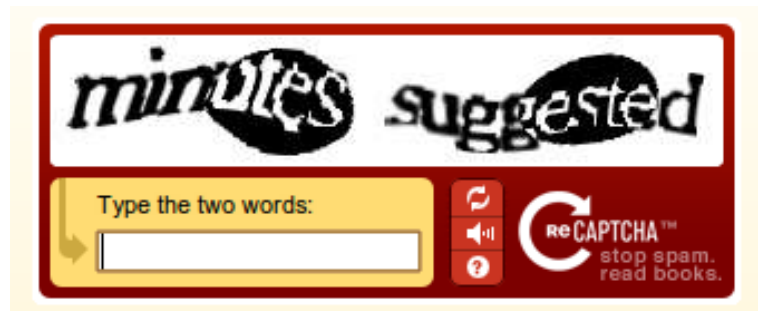 minutes suggested
Type the two words:
ReCAPTCHA™
stop spam.
read books.